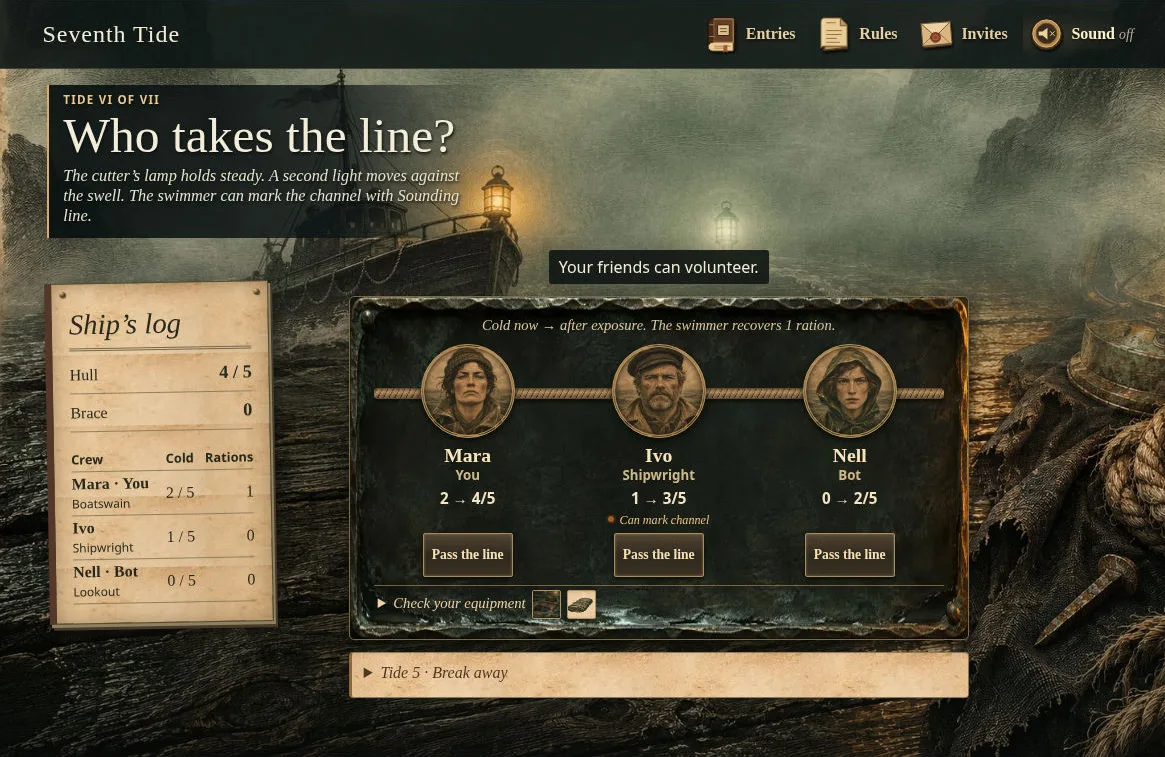 Seventh Tide
Entries
Rules
Invites
Sound off
TIDE VI OF VII
Who takes the line?
The cutter’s lamp holds steady. A second light moves against
the swell. The swimmer can mark the channel with Sounding
line.
Your friends can volunteer.
Ship’s log
Hull 4 / 5
Brace 0
Crew Cold Rations
Mara · You 2 / 5 1
Boatswain
Ivo 1 / 5 0
Shipwright
Nell · Bot 0 / 5 0
Lookout
Cold now → after exposure. The swimmer recovers 1 ration.
Mara
You
2 → 4/5
Pass the line
Ivo
Shipwright
1 → 3/5
Can mark channel
Pass the line
Nell
Bot
0 → 2/5
Pass the line
Check your equipment
Tide 5 · Break away